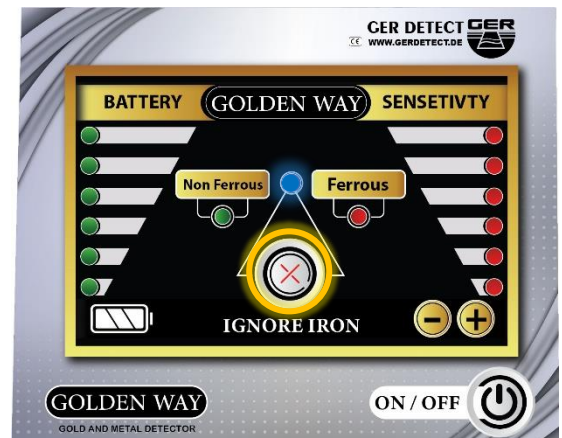 GER DETECT GER
CE WWW.GERDETECT.DE
BATTERY GOLDEN WAY SENSETIVTY
Non Ferrous Ferrous
IGNORE IRON
- +
GOLDEN WAY ON / OFF
GOLD AND METAL DETECTOR